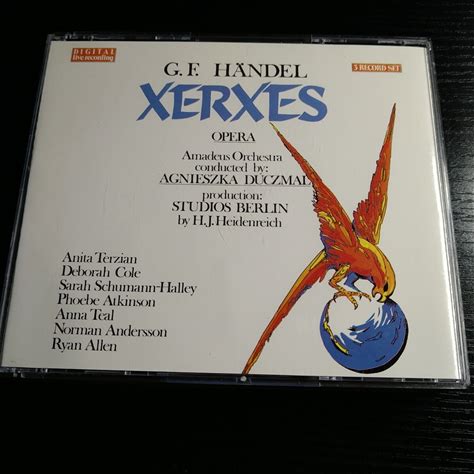 DIGITAL
live recording
3 RECORD SET
G. F. HÄNDEL
XERXES
OPERA
Amadeus Orchestra
conducted by:
AGNIESZKA DUCZMAL
production:
STUDIOS BERLIN
by H.J. Heidenreich
Anita Terzian
Deborah Cole
Sarah Schumann-Halley
Phoebe Atkinson
Anna Teal
Norman Andersson
Ryan Allen